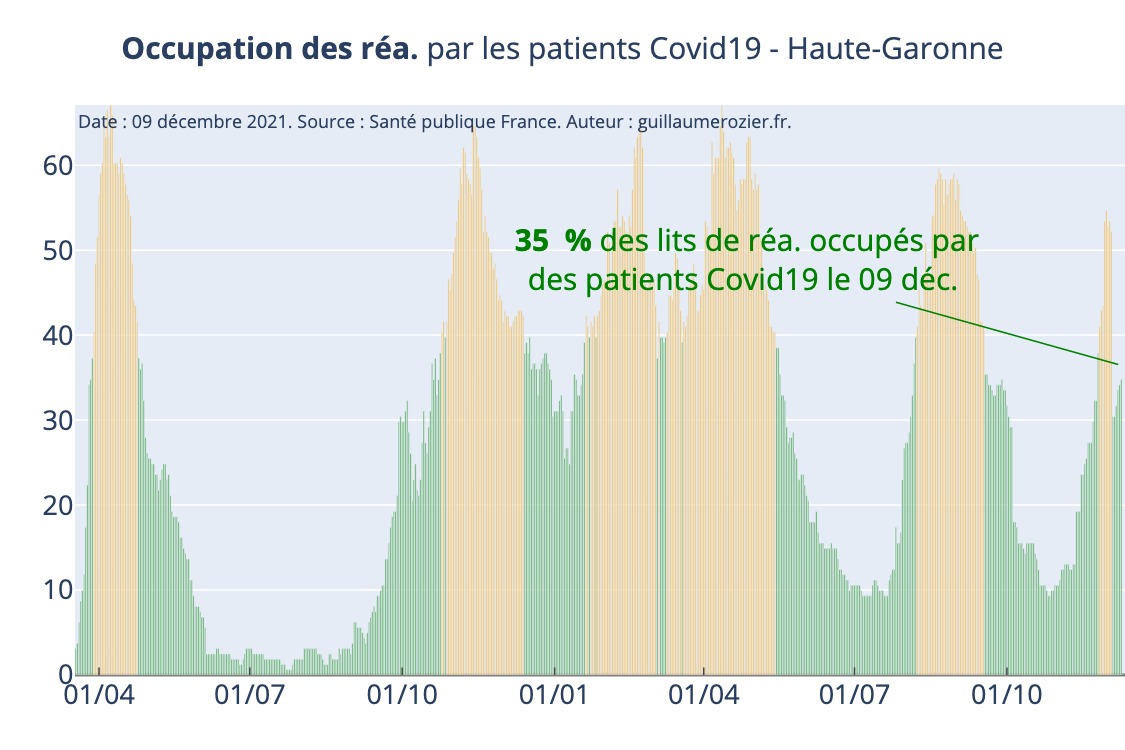 Occupation des réa. par les patients Covid19 - Haute-Garonne
Date : 09 décembre 2021. Source : Santé publique France. Auteur : guillaumerozier.fr.
60
50
40
30
20
10
0
35 % des lits de réa. occupés par
des patients Covid19 le 09 déc.
01/04 01/07 01/10 01/01 01/04 01/07 01/10